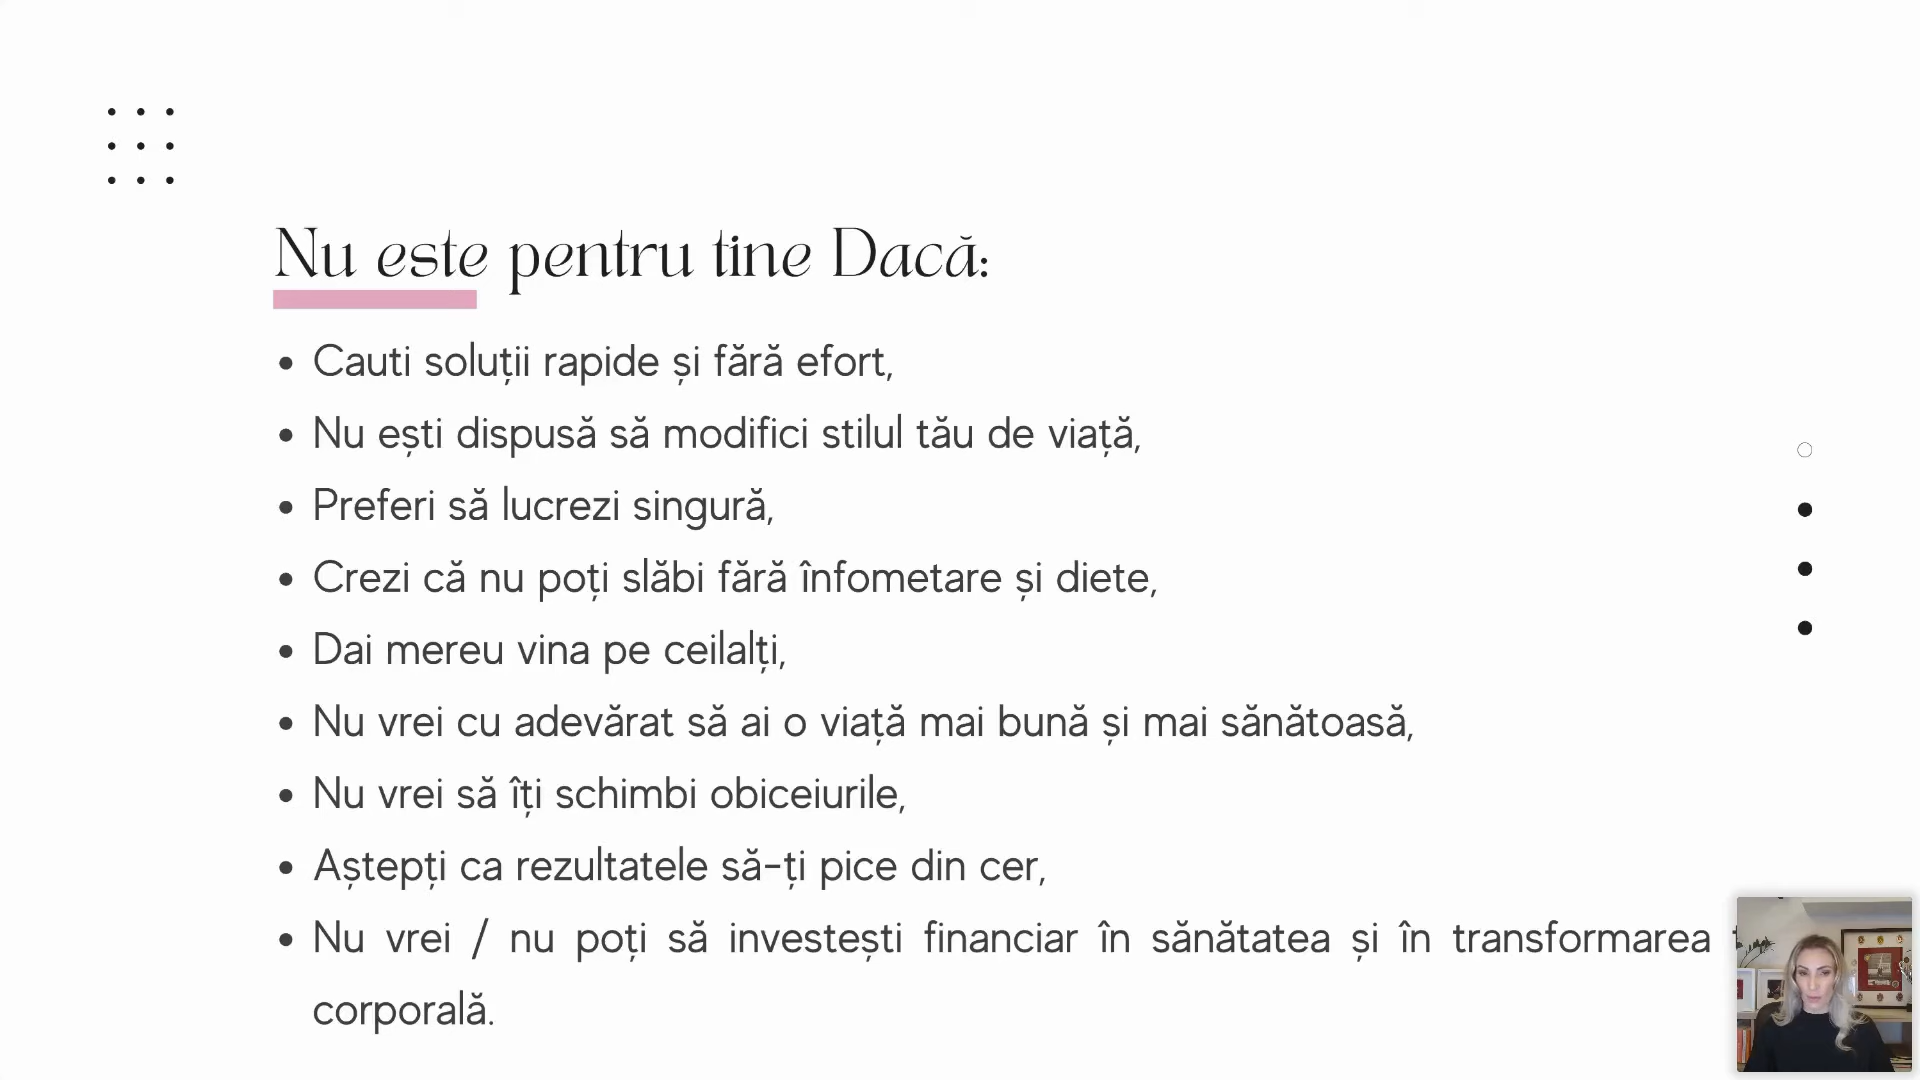 Nu este pentru tine Dacă:
Cauti soluții rapide și fără efort,
Nu ești dispusă să modifici stilul tău de viață,
Preferi să lucrezi singură,
Crezi că nu poți slăbi fără înfometare și diete,
Dai mereu vina pe ceilalți,
Nu vrei cu adevărat să ai o viață mai bună și mai sănătoasă,
Nu vrei să îți schimbi obiceiurile,
Aștepți ca rezultatele să-ți pice din cer,
Nu vrei / nu poți să investești financiar în sănătatea și în transformarea
corporală.